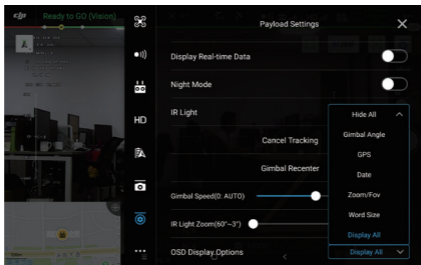 dji Ready to GO (Vision)
Payload Settings
Display Real-time Data
Night Mode
HD
IR Light
Hide All
Gimbal Angle
Cancel Tracking
GPS
Gimbal Recenter
Date
Gimbal Speed(0: AUTO)
Zoom/Fov
Word Size
IR Light Zoom(60°~3°)
Display All
OSD Display Options
Display All